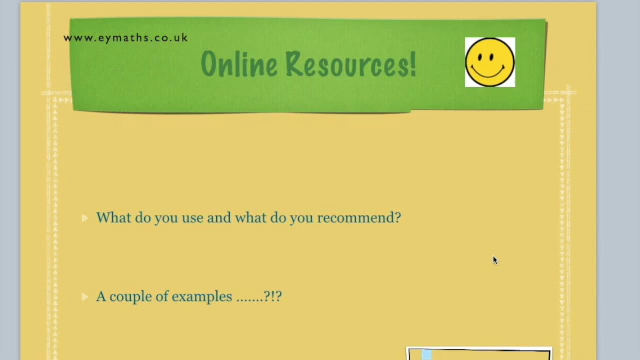 www.eymaths.co.uk
Online Resources!
What do you use and what do you recommend?
A couple of examples .......?!?